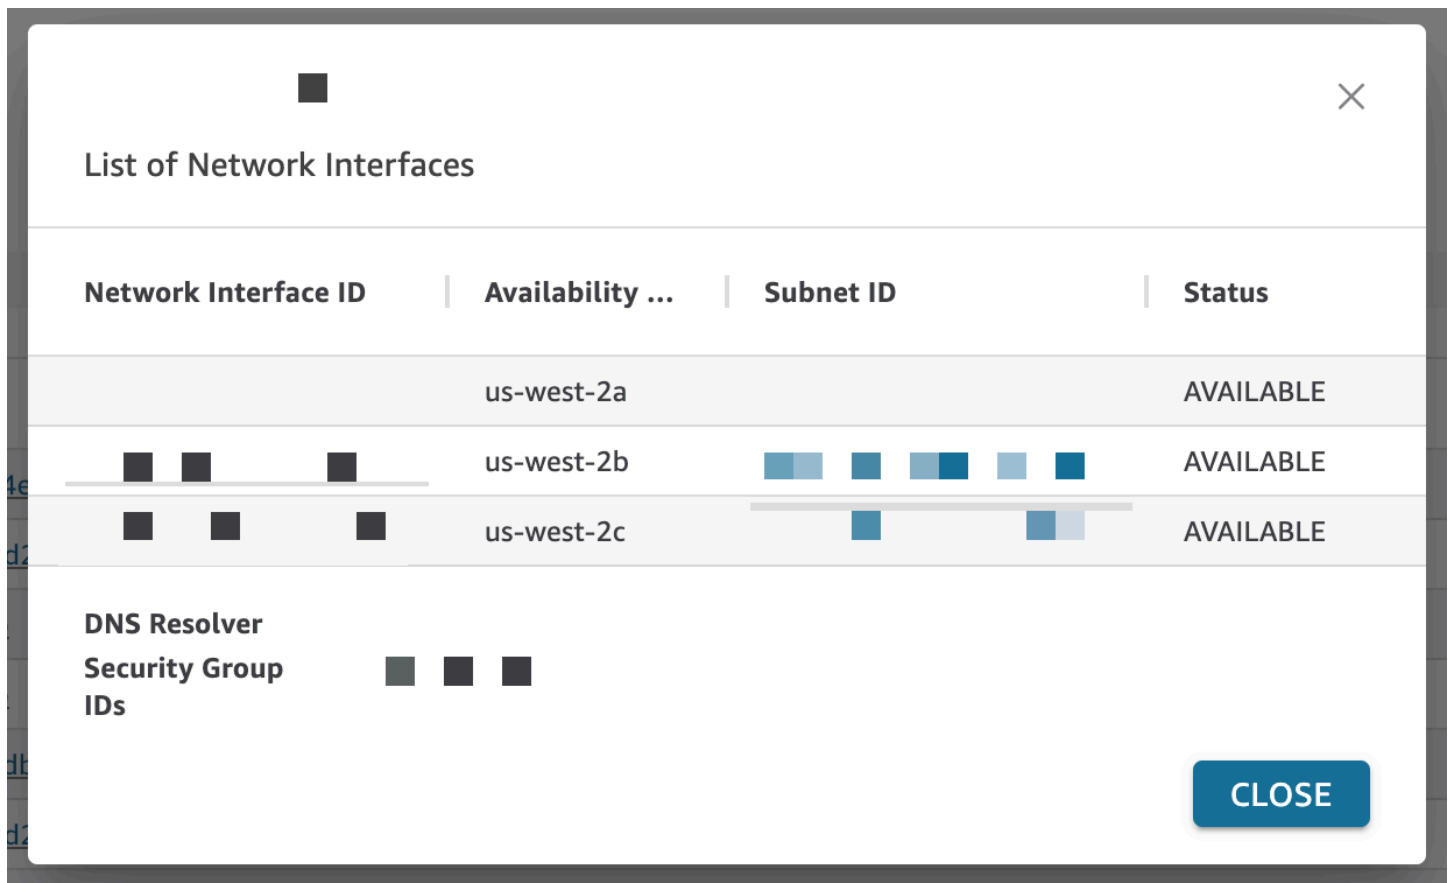 List of Network Interfaces
Network Interface ID Availability ... Subnet ID Status
us-west-2a AVAILABLE
us-west-2b AVAILABLE
us-west-2c AVAILABLE
DNS Resolver
Security Group
IDs
CLOSE